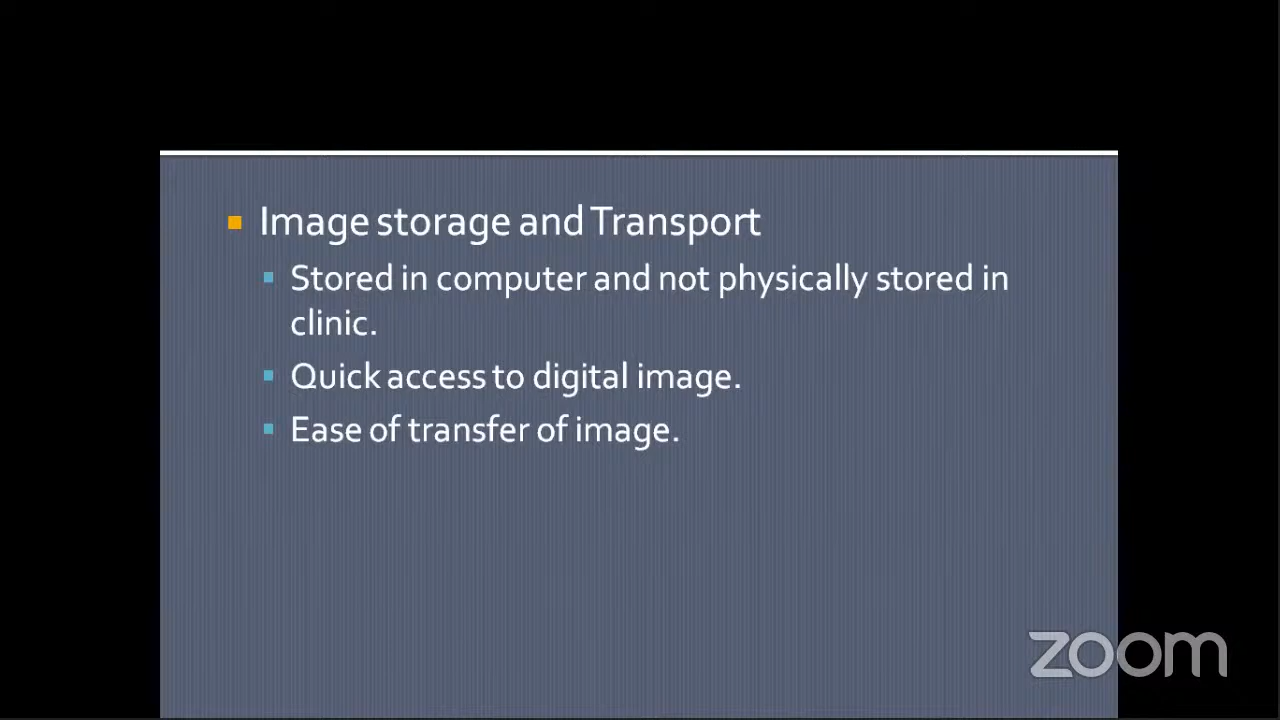 Image storage and Transport
Stored in computer and not physically stored in
clinic.
Quick access to digital image.
Ease of transfer of image.
zoom